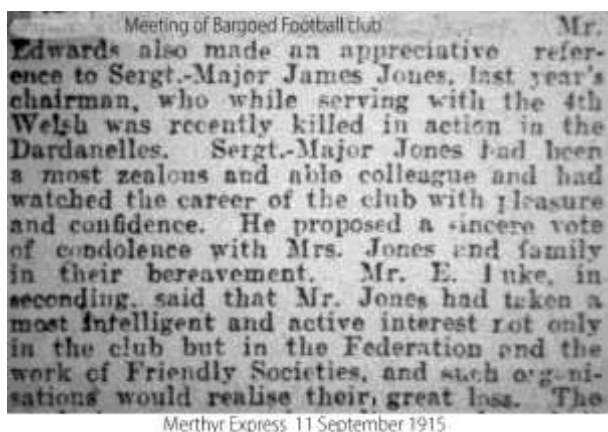 Meeting of Bargoed Football club Mr.
Edwards also made an appreciative refer-
ence to Sergt.-Major James Jones, last year's
chairman, who while serving with the 4th
Welsh was recently killed in action in the
Dardanelles. Sergt.-Major Jones had been
a most zealous and able colleague and had
watched the career of the club with pleasure
and confidence. He proposed a sincere vote
of condolence with Mrs. Jones and family
in their bereavement. Mr. E. Luke, in
seconding, said that Mr. Jones had taken a
most intelligent and active interest not only
in the club but in the Federation and the
work of Friendly Societies, and such organi-
sations would realise their great loss. The
Merthyr Express 11 September 1915